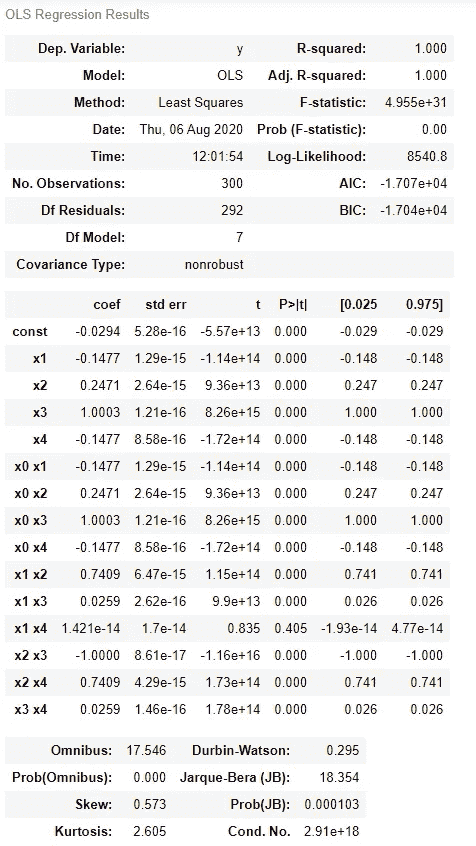 OLS Regression Results
Dep. Variable: y R-squared: 1.000
Model: OLS Adj. R-squared: 1.000
Method: Least Squares F-statistic: 4.955e+31
Date: Thu, 06 Aug 2020 Prob (F-statistic): 0.00
Time: 12:01:54 Log-Likelihood: 8540.8
No. Observations: 300 AIC: -1.707e+04
Df Residuals: 292 BIC: -1.704e+04
Df Model: 7
Covariance Type: nonrobust
coef std err t P>|t| [0.025 0.975]
const -0.0294 5.28e-16 -5.57e+13 0.000 -0.029 -0.029
x1 -0.1477 1.29e-15 -1.14e+14 0.000 -0.148 -0.148
x2 0.2471 2.64e-15 9.36e+13 0.000 0.247 0.247
x3 1.0003 1.21e-16 8.26e+15 0.000 1.000 1.000
x4 -0.1477 8.58e-16 -1.72e+14 0.000 -0.148 -0.148
x0 x1 -0.1477 1.29e-15 -1.14e+14 0.000 -0.148 -0.148
x0 x2 0.2471 2.64e-15 9.36e+13 0.000 0.247 0.247
x0 x3 1.0003 1.21e-16 8.26e+15 0.000 1.000 1.000
x0 x4 -0.1477 8.58e-16 -1.72e+14 0.000 -0.148 -0.148
x1 x2 0.7409 6.47e-15 1.15e+14 0.000 0.741 0.741
x1 x3 0.0259 2.62e-16 9.9e+13 0.000 0.026 0.026
x1 x4 1.421e-14 1.7e-14 0.835 0.405 -1.93e-14 4.77e-14
x2 x3 -1.0000 8.61e-17 -1.16e+16 0.000 -1.000 -1.000
x2 x4 0.7409 4.29e-15 1.73e+14 0.000 0.741 0.741
x3 x4 0.0259 1.46e-16 1.78e+14 0.000 0.026 0.026
Omnibus: 17.546 Durbin-Watson: 0.295
Prob(Omnibus): 0.000 Jarque-Bera (JB): 18.354
Skew: 0.573 Prob(JB): 0.000103
Kurtosis: 2.605 Cond. No. 2.91e+18